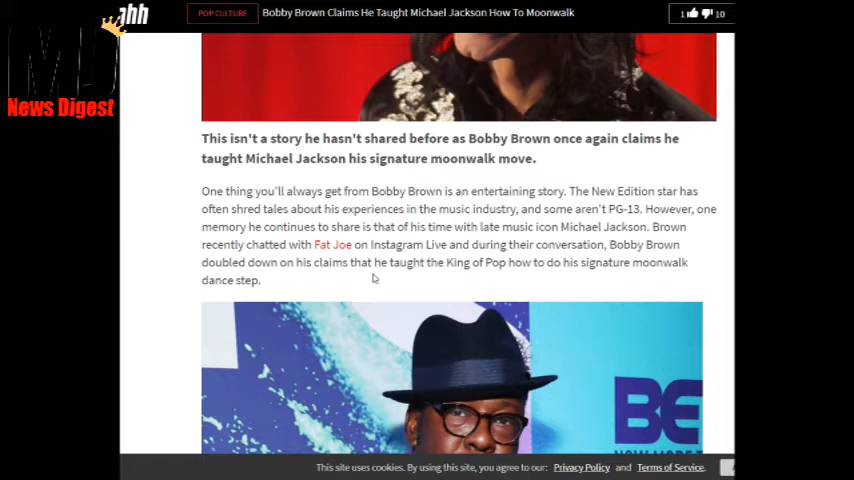 hh
POP CULTURE
Bobby Brown Claims He Taught Michael Jackson How To Moonwalk
1 10
News Digest
This isn't a story he hasn't shared before as Bobby Brown once again claims he
taught Michael Jackson his signature moonwalk move.
One thing you'll always get from Bobby Brown is an entertaining story. The New Edition star has
often shred tales about his experiences in the music industry, and some aren't PG-13. However, one
memory he continues to share is that of his time with late music icon Michael Jackson. Brown
recently chatted with Fat Joe on Instagram Live and during their conversation, Bobby Brown
doubled down on his claims that he taught the King of Pop how to do his signature moonwalk
dance step.
BE
This site uses cookies. By using this site, you agree to our: Privacy Policy and Terms of Service.